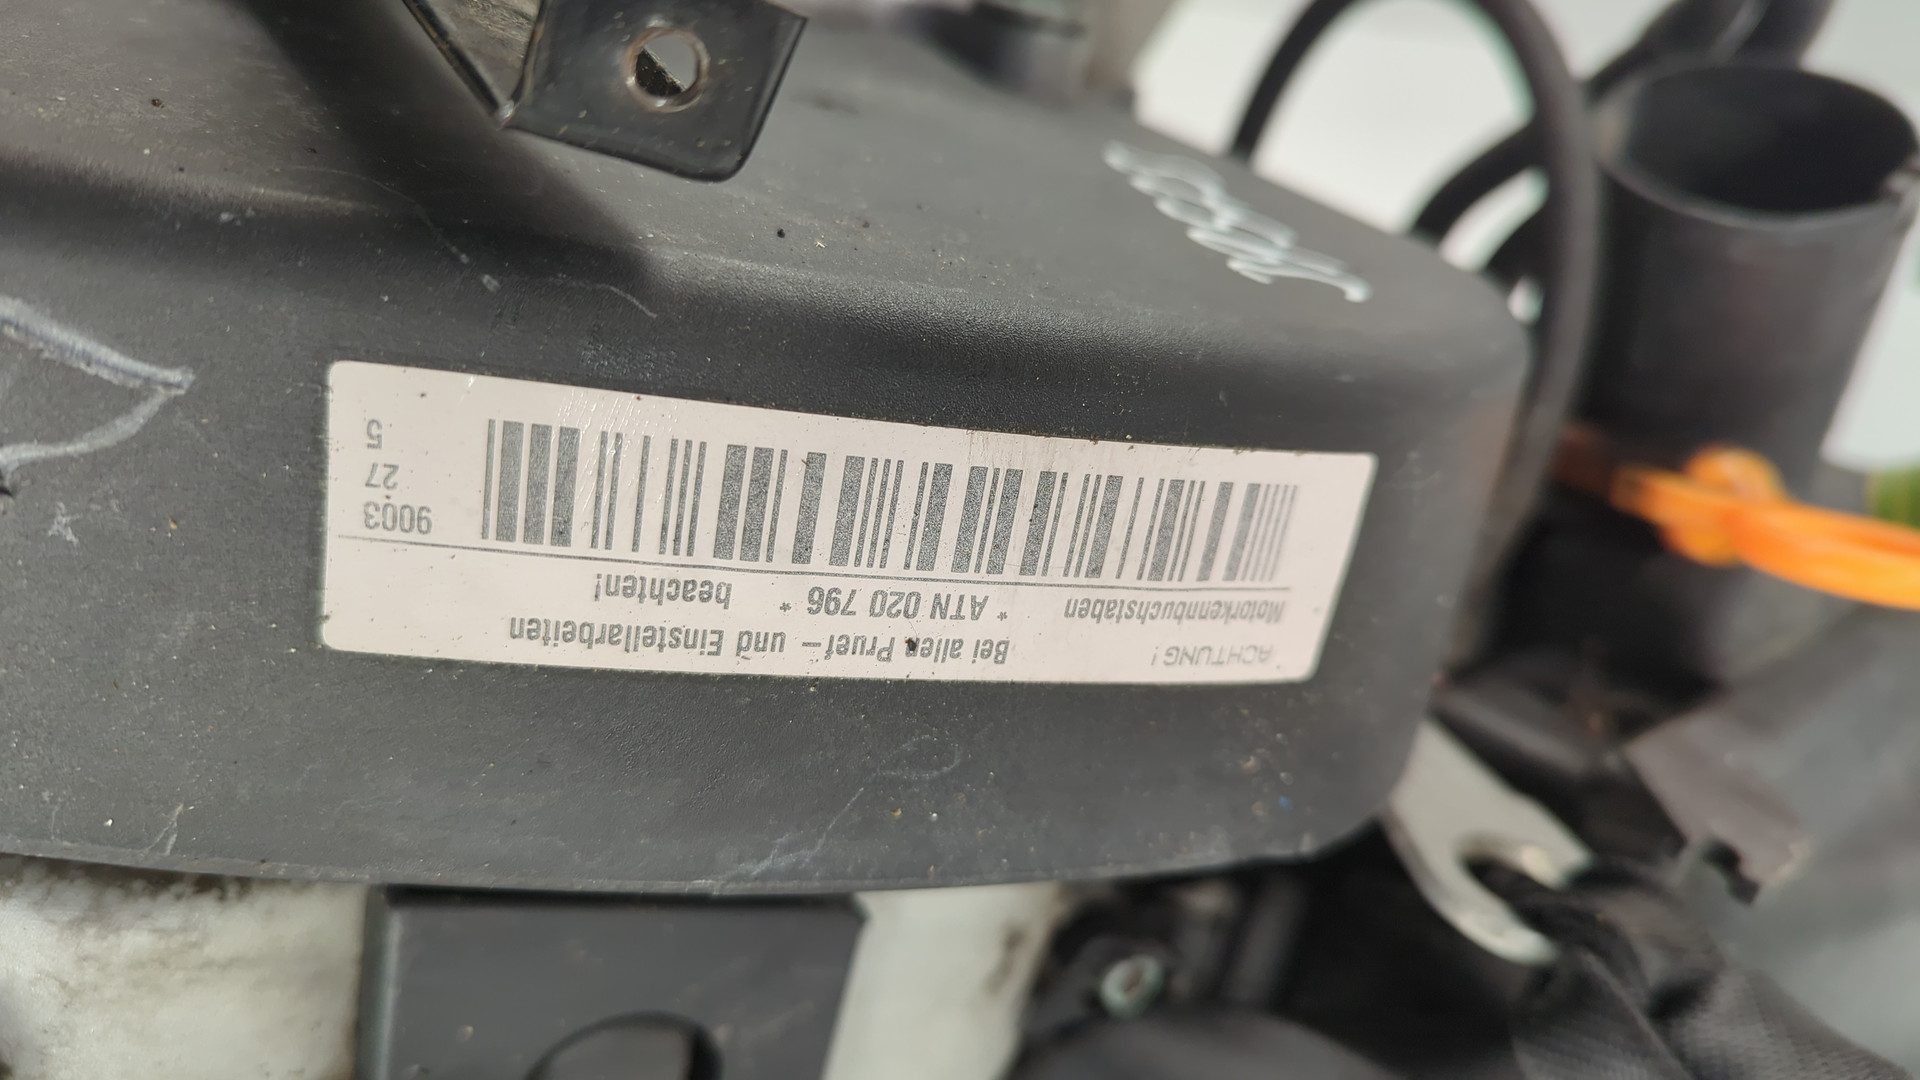 ACHTUNG! Bei allen Pruef- und Einstellarbeiten
Motorkennbuchstaben * ATN 020 796 * beachten!
9003
27
5